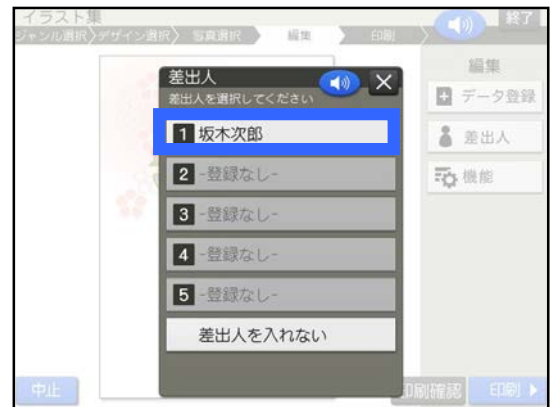 イラスト集
終了
ジャンル選択〉デザイン選択〉 写真選択 編集 印刷
編集
データ登録
差出人
機能
差出人
差出人を選択してください
1 坂木次郎
2 -登録なし-
3 -登録なし-
4 -登録なし-
5 -登録なし-
差出人を入れない
中止
印刷確認
印刷